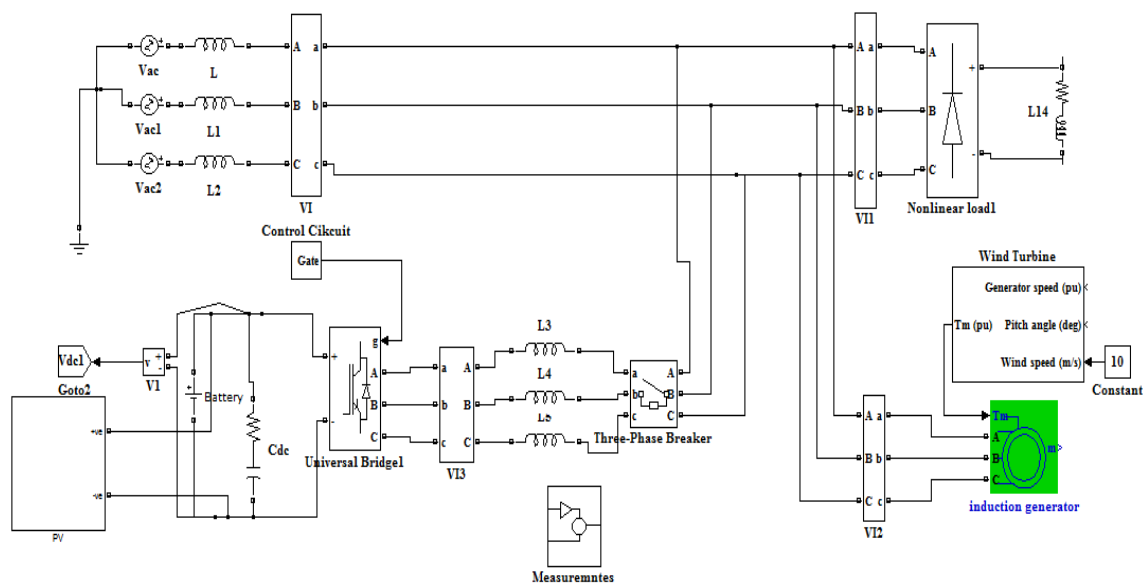 Vac
L
Vac1
L1
Vac2
L2
A a
B b
C c
VI
A a
B b
C c
VI1
A
B
C
+
-
Nonlinear load1
L14
Control Cikcuit
Gate
Vdc1
Goto2
v + -
V1
+
Battery
Cdc
+ve
-ve
PV
g
+
-
A
B
C
Universal Bridge1
a A
b B
c C
VI3
L3
L4
L5
a A
b B
c C
Three-Phase Breaker
Measuremntes
Wind Turbine
Generator speed (pu)
Tm (pu) Pitch angle (deg)
Wind speed (m/s)
10
Constant
A a
B b
C c
VI2
Tm
A
B
C
m
induction generator